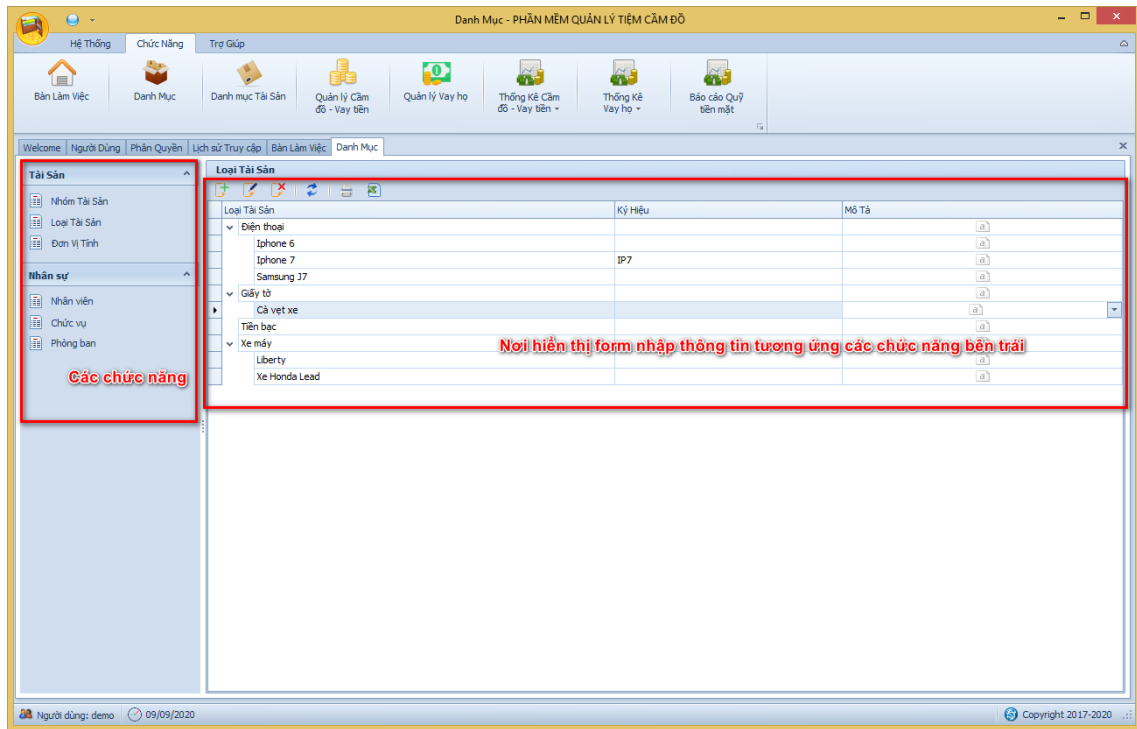 Danh Mục - PHẦN MỀM QUẢN LÝ TIỆM CẦM ĐỒ
Hệ Thống Chức Năng Trợ Giúp
Bàn Làm Việc
Danh Mục
Danh mục Tài Sản
Quản lý Cầm đồ - Vay tiền
Quản lý Vay họ
Thống Kê Cầm đồ - Vay tiền
Thống Kê Vay họ
Báo cáo Quỹ tiền mặt
Welcome Người Dùng Phân Quyền Lịch sử Truy cập Bàn Làm Việc Danh Mục
Tài Sản
Nhóm Tài Sản
Loại Tài Sản
Đơn Vị Tính
Nhân sự
Nhân viên
Chức vụ
Phòng ban
Các chức năng
Loại Tài Sản
Loại Tài Sản Ký Hiệu Mô Tả
Điện thoại
Iphone 6
Iphone 7 IP7
Samsung J7
Giấy tờ
Cà vẹt xe
Tiền bạc
Xe máy
Nơi hiển thị form nhập thông tin tương ứng các chức năng bên trái
Liberty
Xe Honda Lead
Người dùng: demo 09/09/2020 Copyright 2017-2020